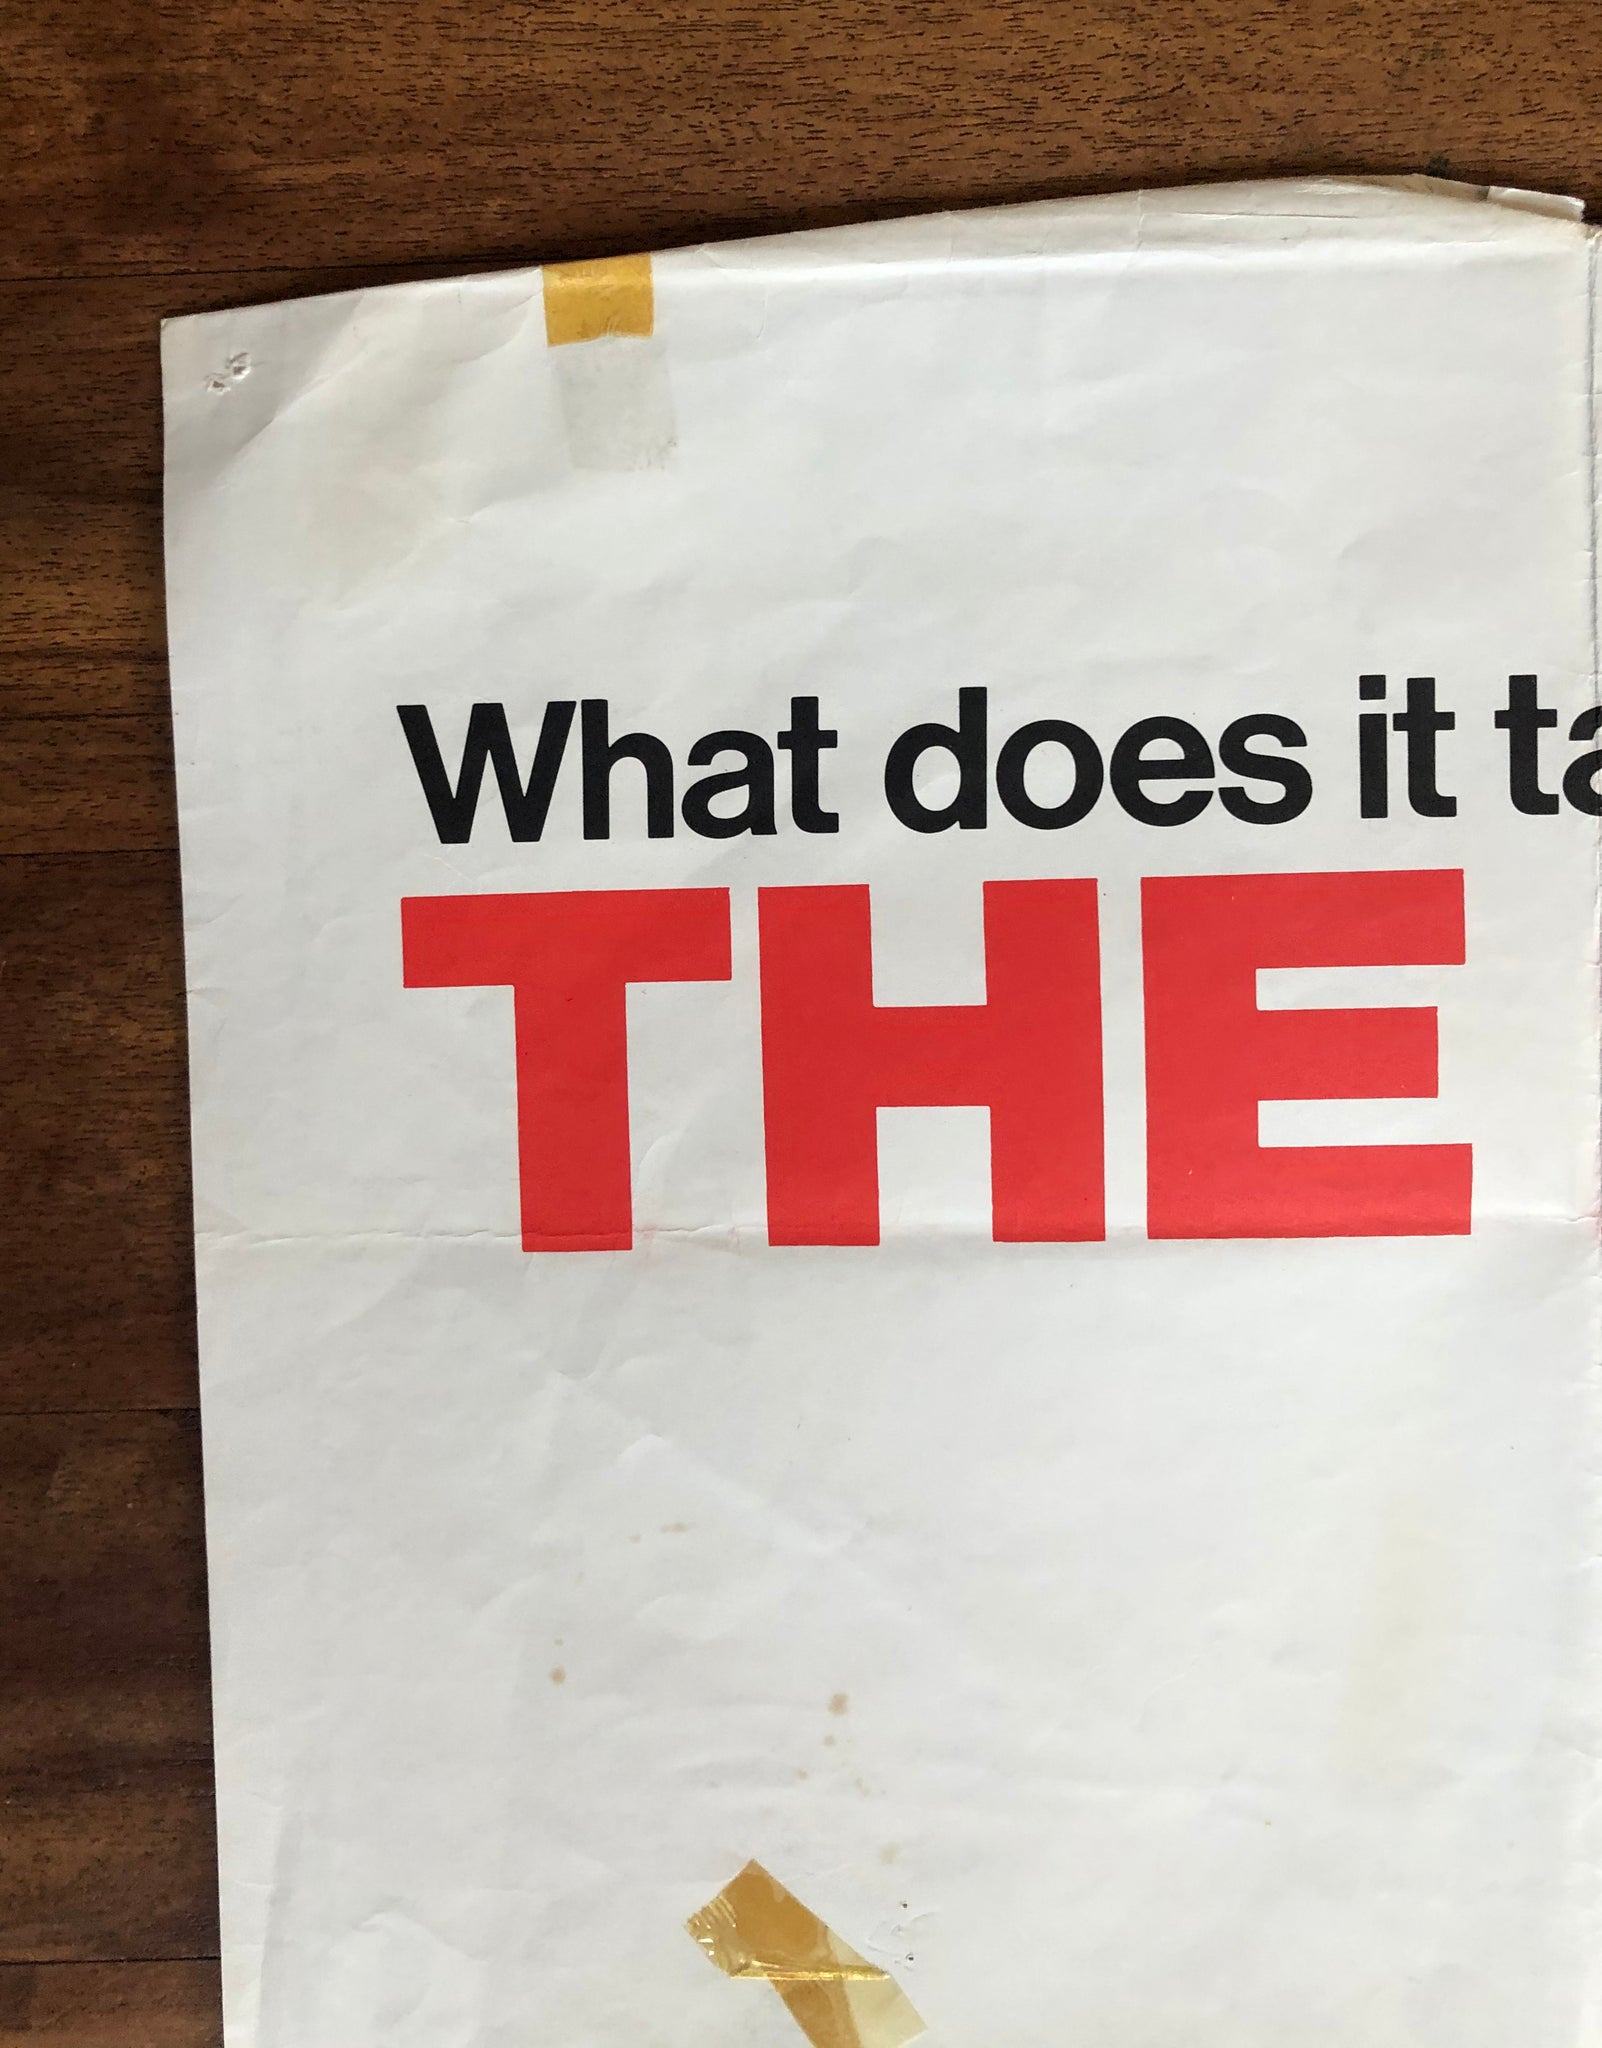 What does it ta
THE